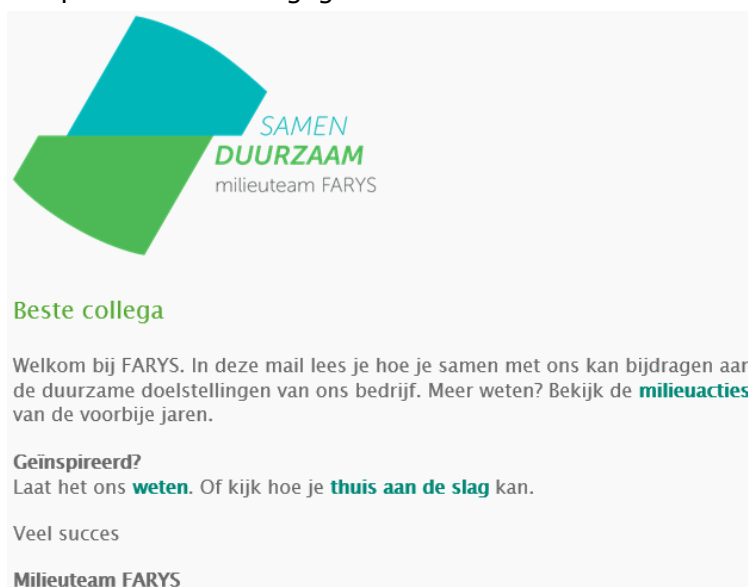 SAMEN
DUURZAAM
milieuteam FARYS
Beste collega
Welkom bij FARYS. In deze mail lees je hoe je samen met ons kan bijdragen aan
de duurzame doelstellingen van ons bedrijf. Meer weten? Bekijk de milieuacties
van de voorbije jaren.
Geïnspireerd?
Laat het ons weten. Of kijk hoe je thuis aan de slag kan.
Veel succes
Milieuteam FARYS